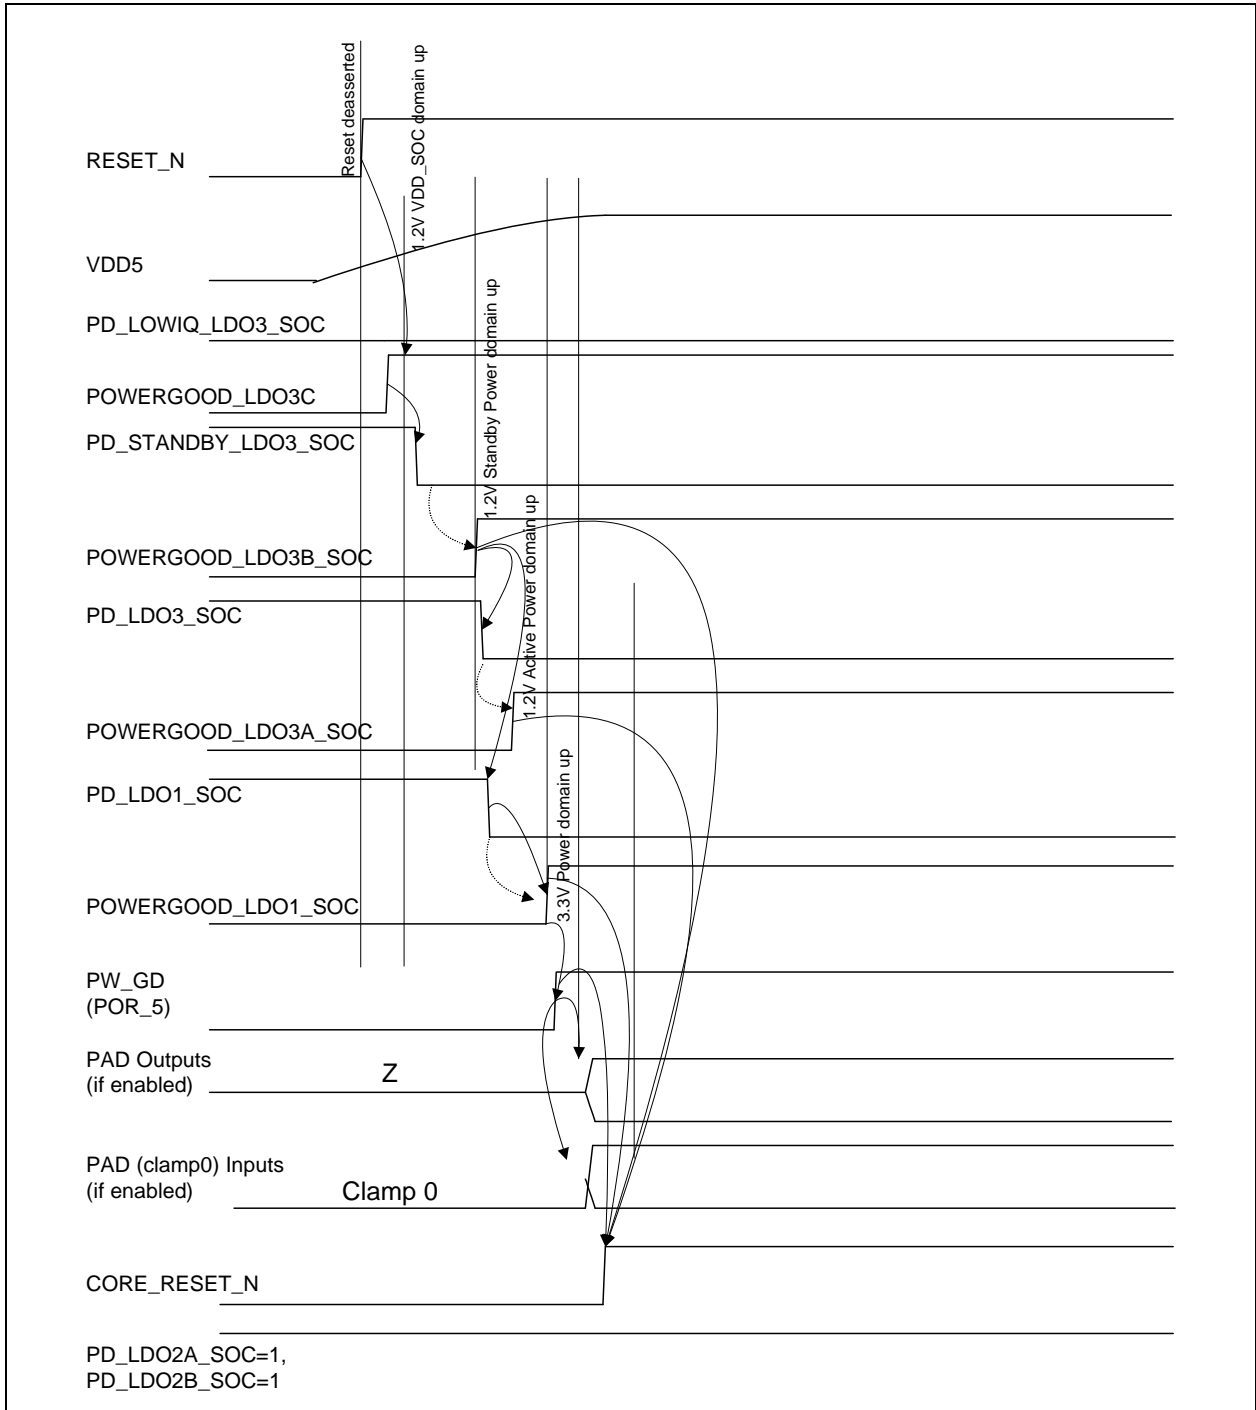 Reset deasserted
1.2V VDD_SOC domain up
RESET_N
VDD5
PD_LOWIQ_LDO3_SOC
1.2V Standby Power domain up
POWERGOOD_LDO3C
PD_STANDBY_LDO3_SOC
1.2V Active Power domain up
POWERGOOD_LDO3B_SOC
PD_LDO3_SOC
POWERGOOD_LDO3A_SOC
3.3V Power domain up
PD_LDO1_SOC
POWERGOOD_LDO1_SOC
PW_GD
(POR_5)
PAD Outputs
(if enabled)
Z
PAD (clamp0) Inputs
(if enabled)
Clamp 0
CORE_RESET_N
PD_LDO2A_SOC=1,
PD_LDO2B_SOC=1